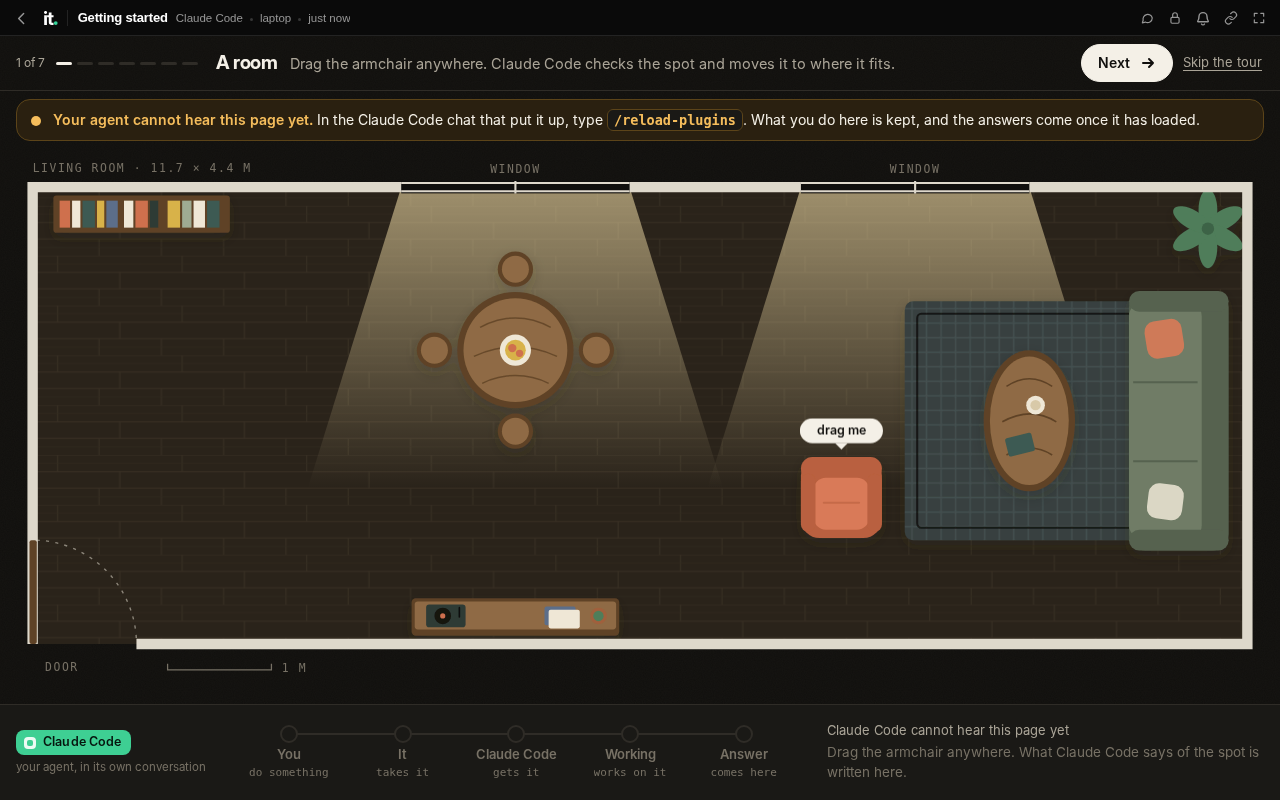 it. Getting started Claude Code • laptop • just now
1 of 7 A room Drag the armchair anywhere. Claude Code checks the spot and moves it to where it fits. Next → Skip the tour
Your agent cannot hear this page yet. In the Claude Code chat that put it up, type /reload-plugins. What you do here is kept, and the answers come once it has loaded.
LIVING ROOM · 11.7 × 4.4 M
WINDOW
WINDOW
drag me
DOOR
1 M
Claude Code
your agent, in its own conversation
You
do something
It
takes it
Claude Code
gets it
Working
works on it
Answer
comes here
Claude Code cannot hear this page yet
Drag the armchair anywhere. What Claude Code says of the spot is
written here.